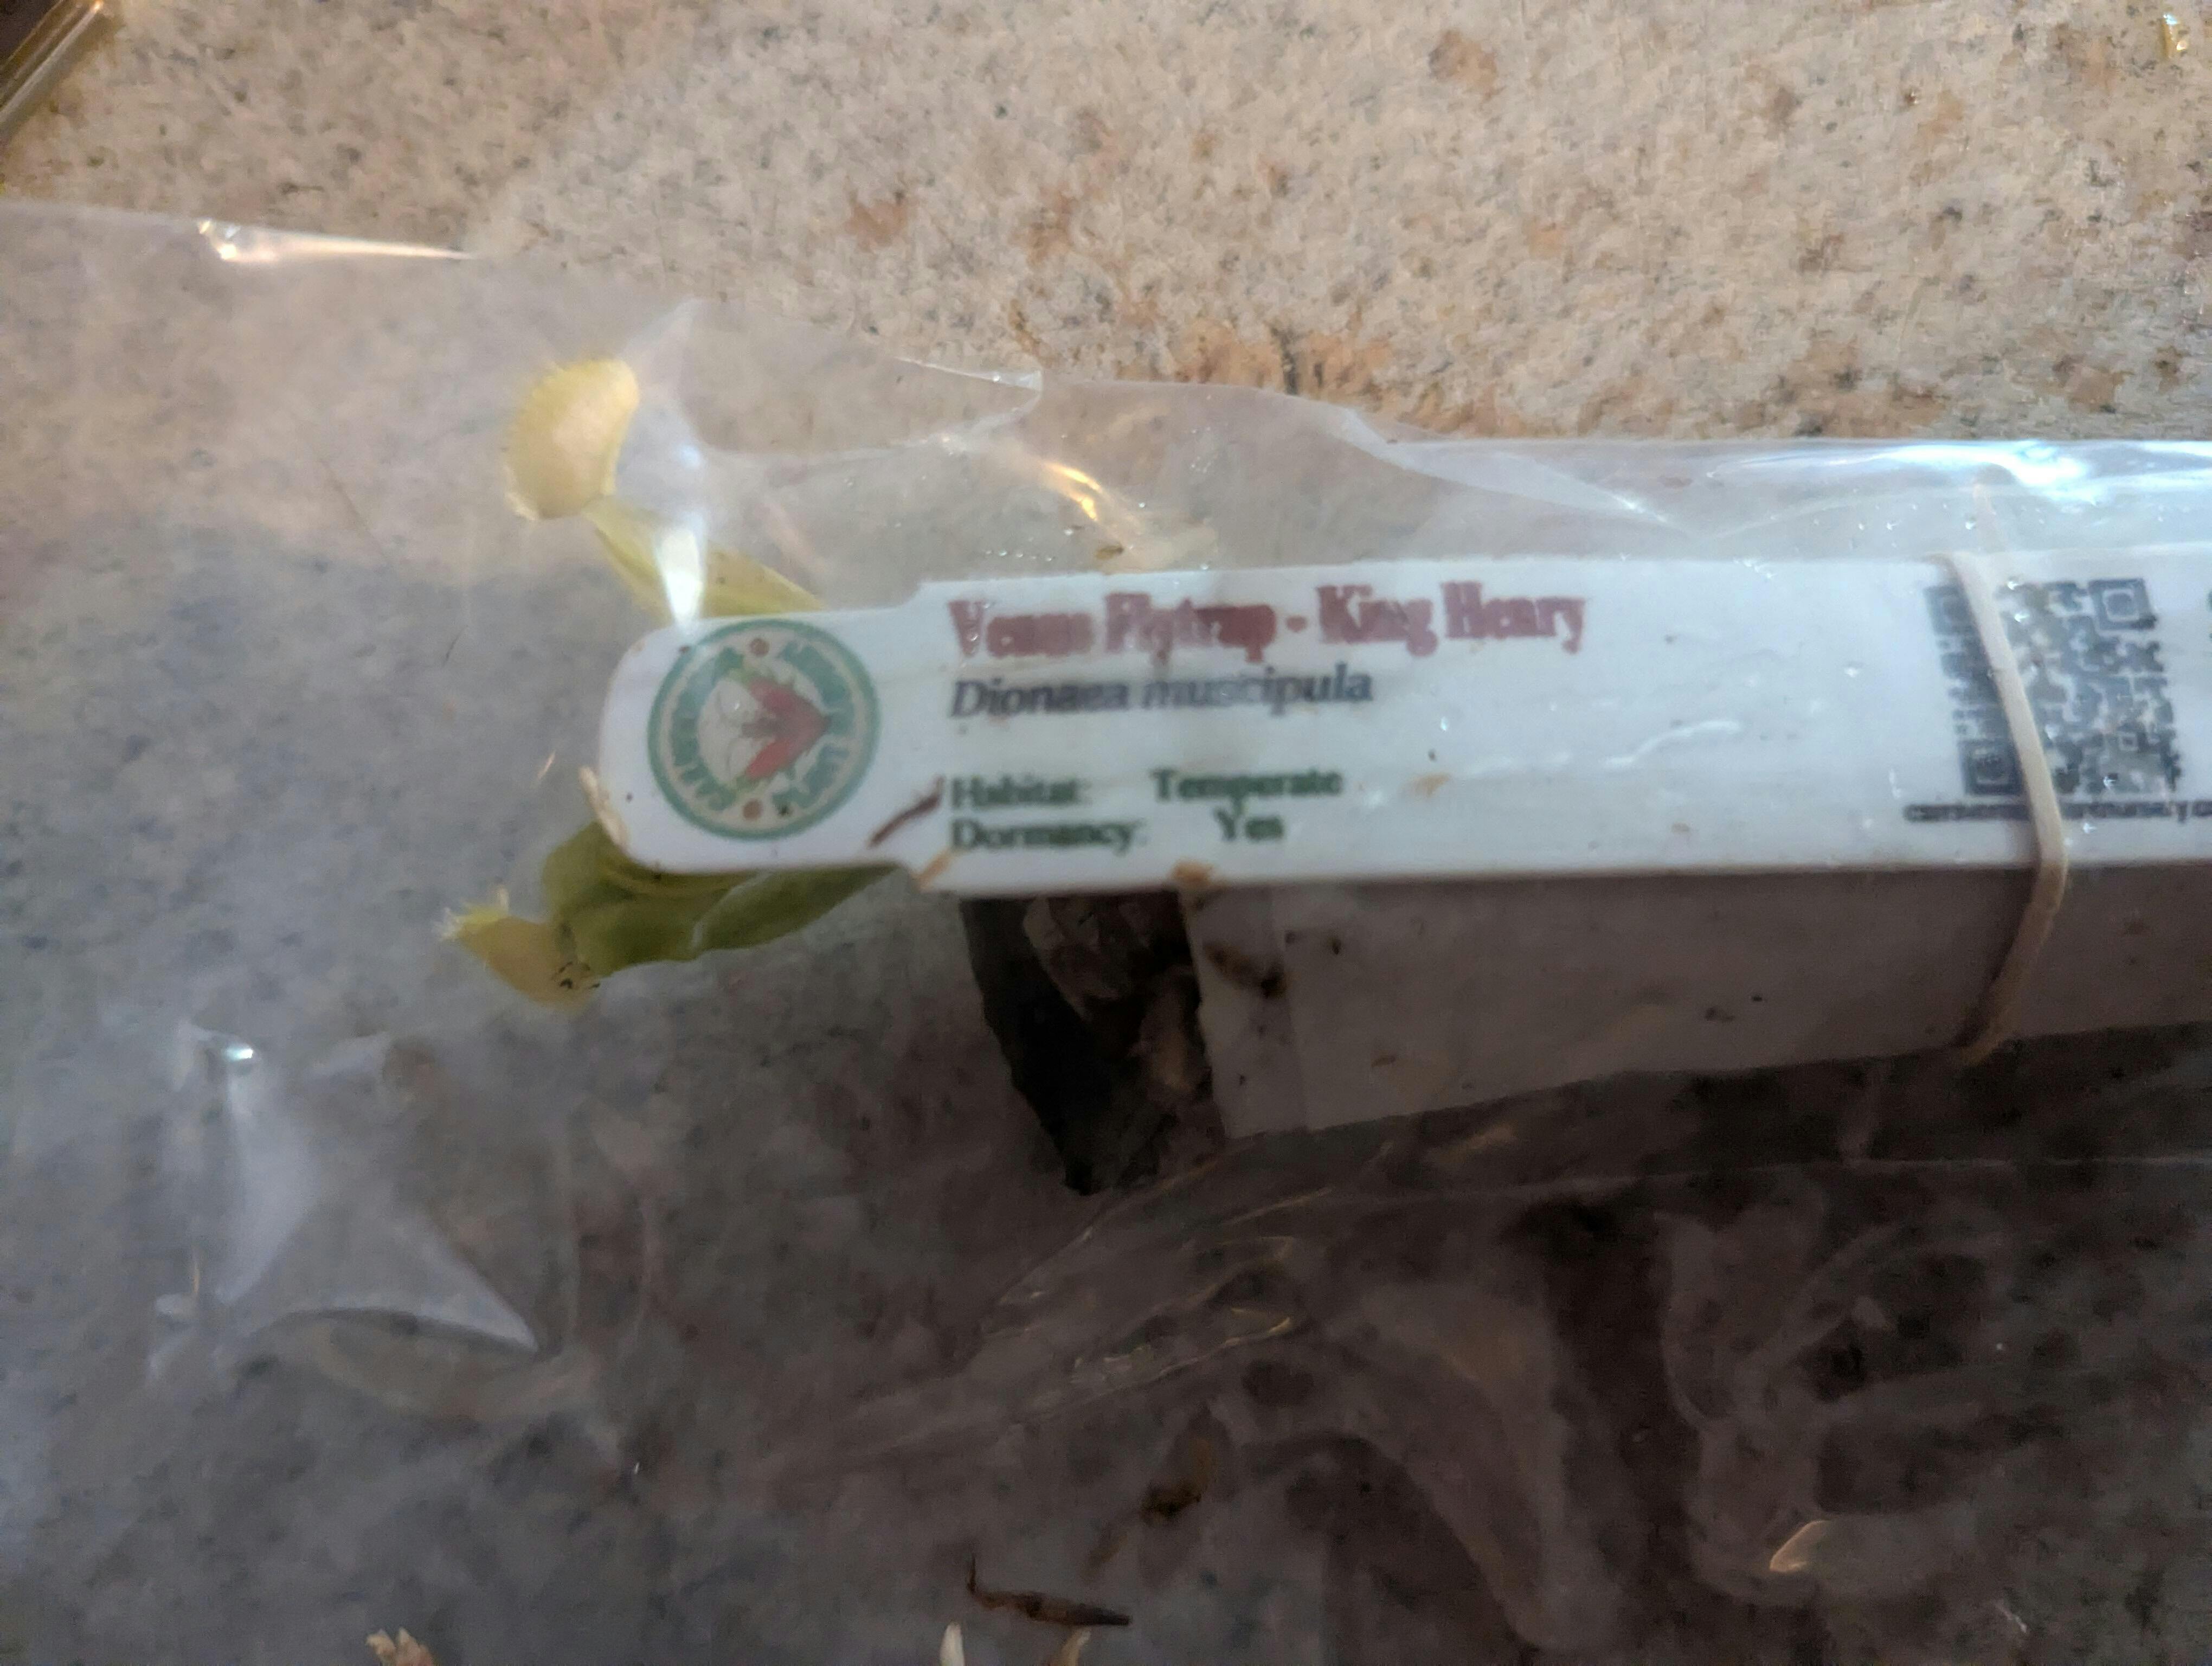 Venus Flytrap - King Henry
Dionaea muscipula
Habitat: Temperate
Dormancy: Yes